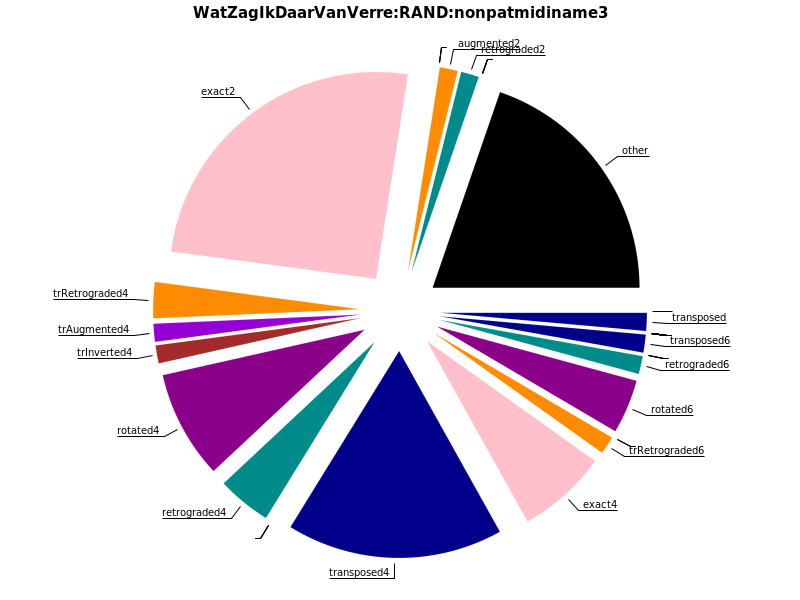 WatZagIkDaarVanVerre:RAND:nonpatmidiname3
augmented2
retrograded2
exact2
other
trRetrograded4
transposed
trAugmented4
transposed6
trInverted4
retrograded6
rotated6
rotated4
trRetrograded6
exact4
retrograded4
transposed4